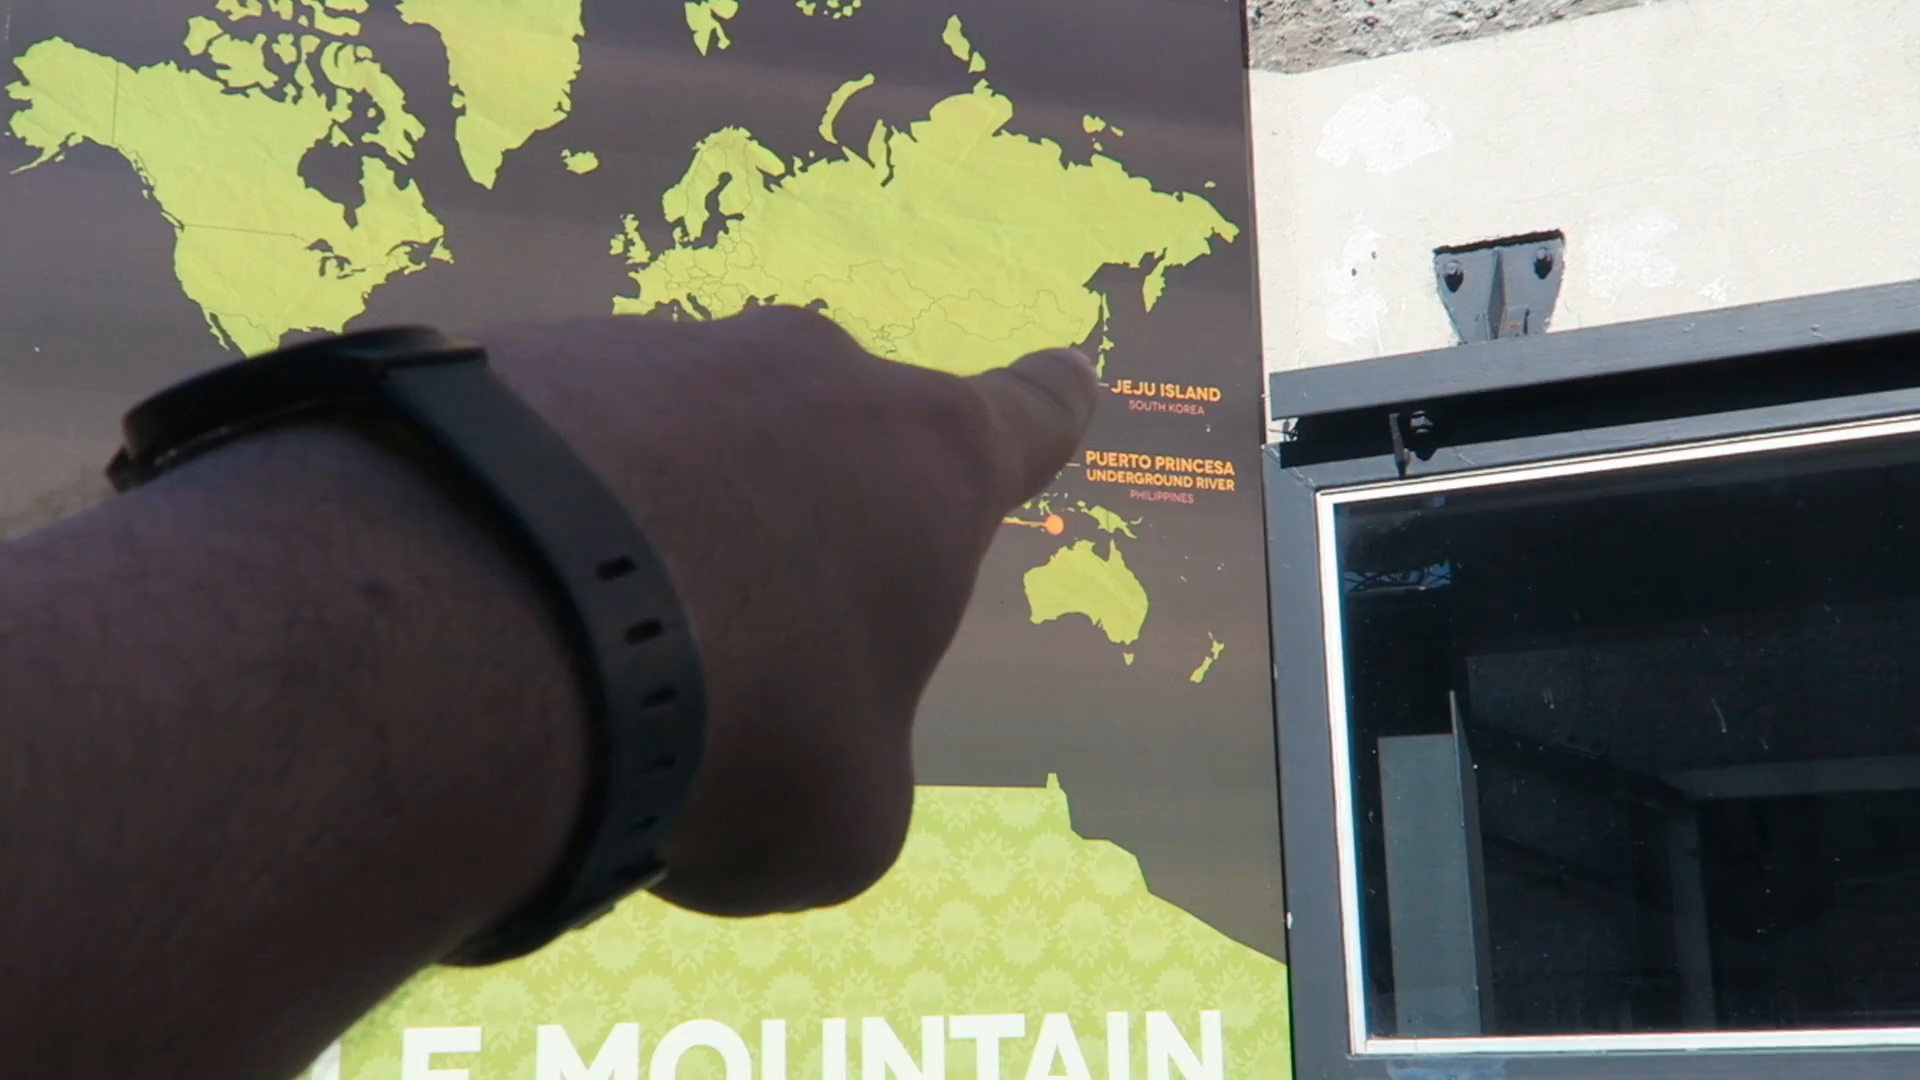 JEJU ISLAND
SOUTH KOREA
PUERTO PRINCESA
UNDERGROUND RIVER
PHILIPPINES
E MOUNTAIN